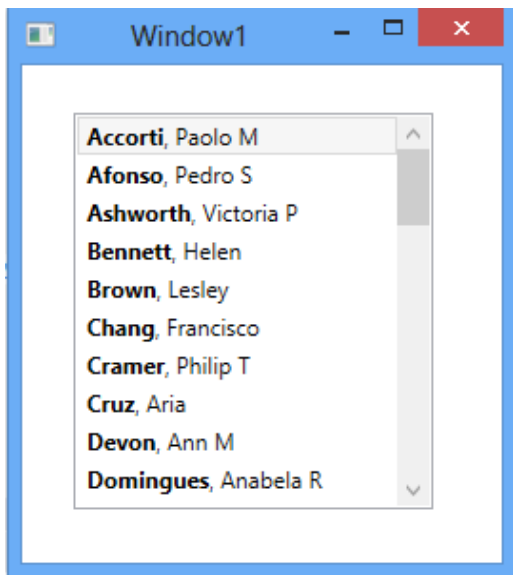 Window1
Accorti, Paolo M
Afonso, Pedro S
Ashworth, Victoria P
Bennett, Helen
Brown, Lesley
Chang, Francisco
Cramer, Philip T
Cruz, Aria
Devon, Ann M
Domingues, Anabela R